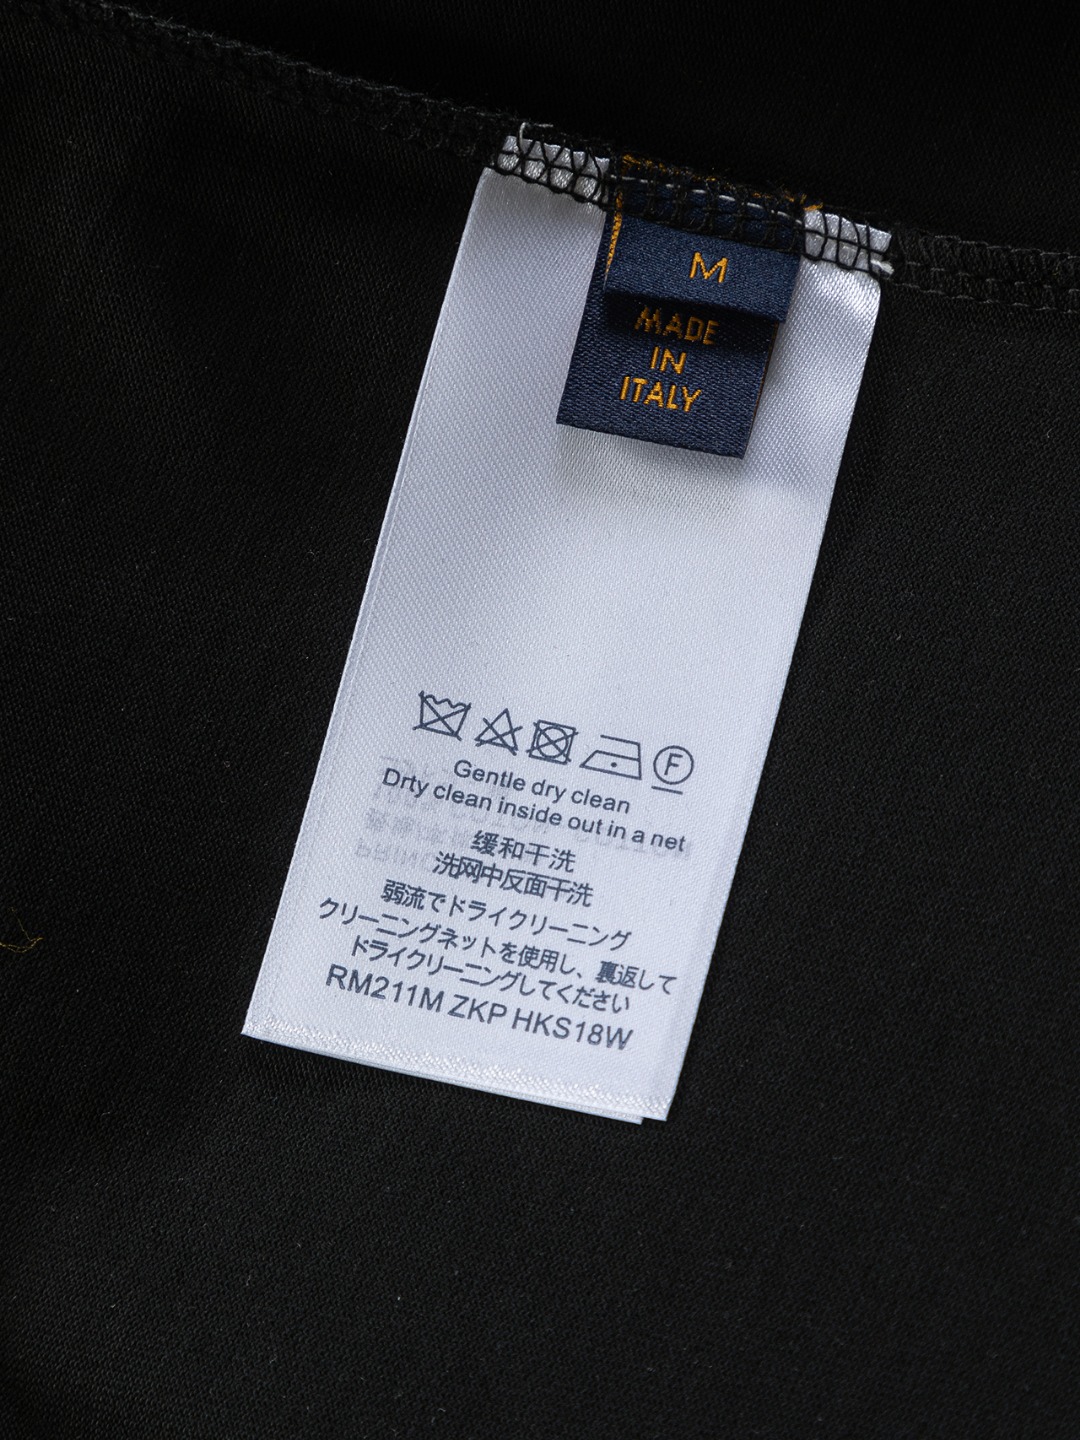 M
MADE
IN
ITALY
F
Gentle dry clean
Drty clean inside out in a net
缓和干洗
洗网中反面干洗
弱流でドライクリーニング
クリーニングネットを使用し、裏返して
ドライクリーニングしてください
RM211M ZKP HKS18W